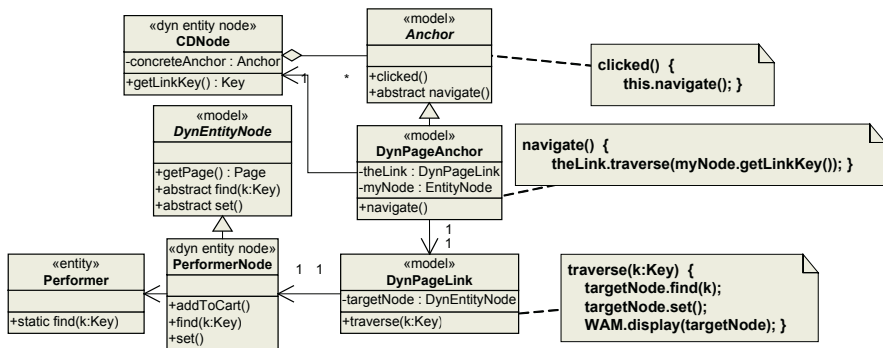 «dyn entity node»
CDNode
-concreteAnchor : Anchor
+getLinkKey() : Key
1
*
«model»
Anchor
+clicked()
+abstract navigate()
clicked() {
this.navigate(); }
«model»
DynEntityNode
+getPage() : Page
+abstract find(k:Key)
+abstract set()
«model»
DynPageAnchor
-theLink : DynPageLink
-myNode : EntityNode
+navigate()
navigate() {
theLink.traverse(myNode.getLinkKey()); }
1
1
«entity»
Performer
+static find(k:Key)
«dyn entity node»
PerformerNode
+addToCart()
+find(k:Key)
+set()
1 1
«model»
DynPageLink
-targetNode : DynEntityNode
+traverse(k:Key)
traverse(k:Key) {
targetNode.find(k);
targetNode.set();
WAM.display(targetNode); }